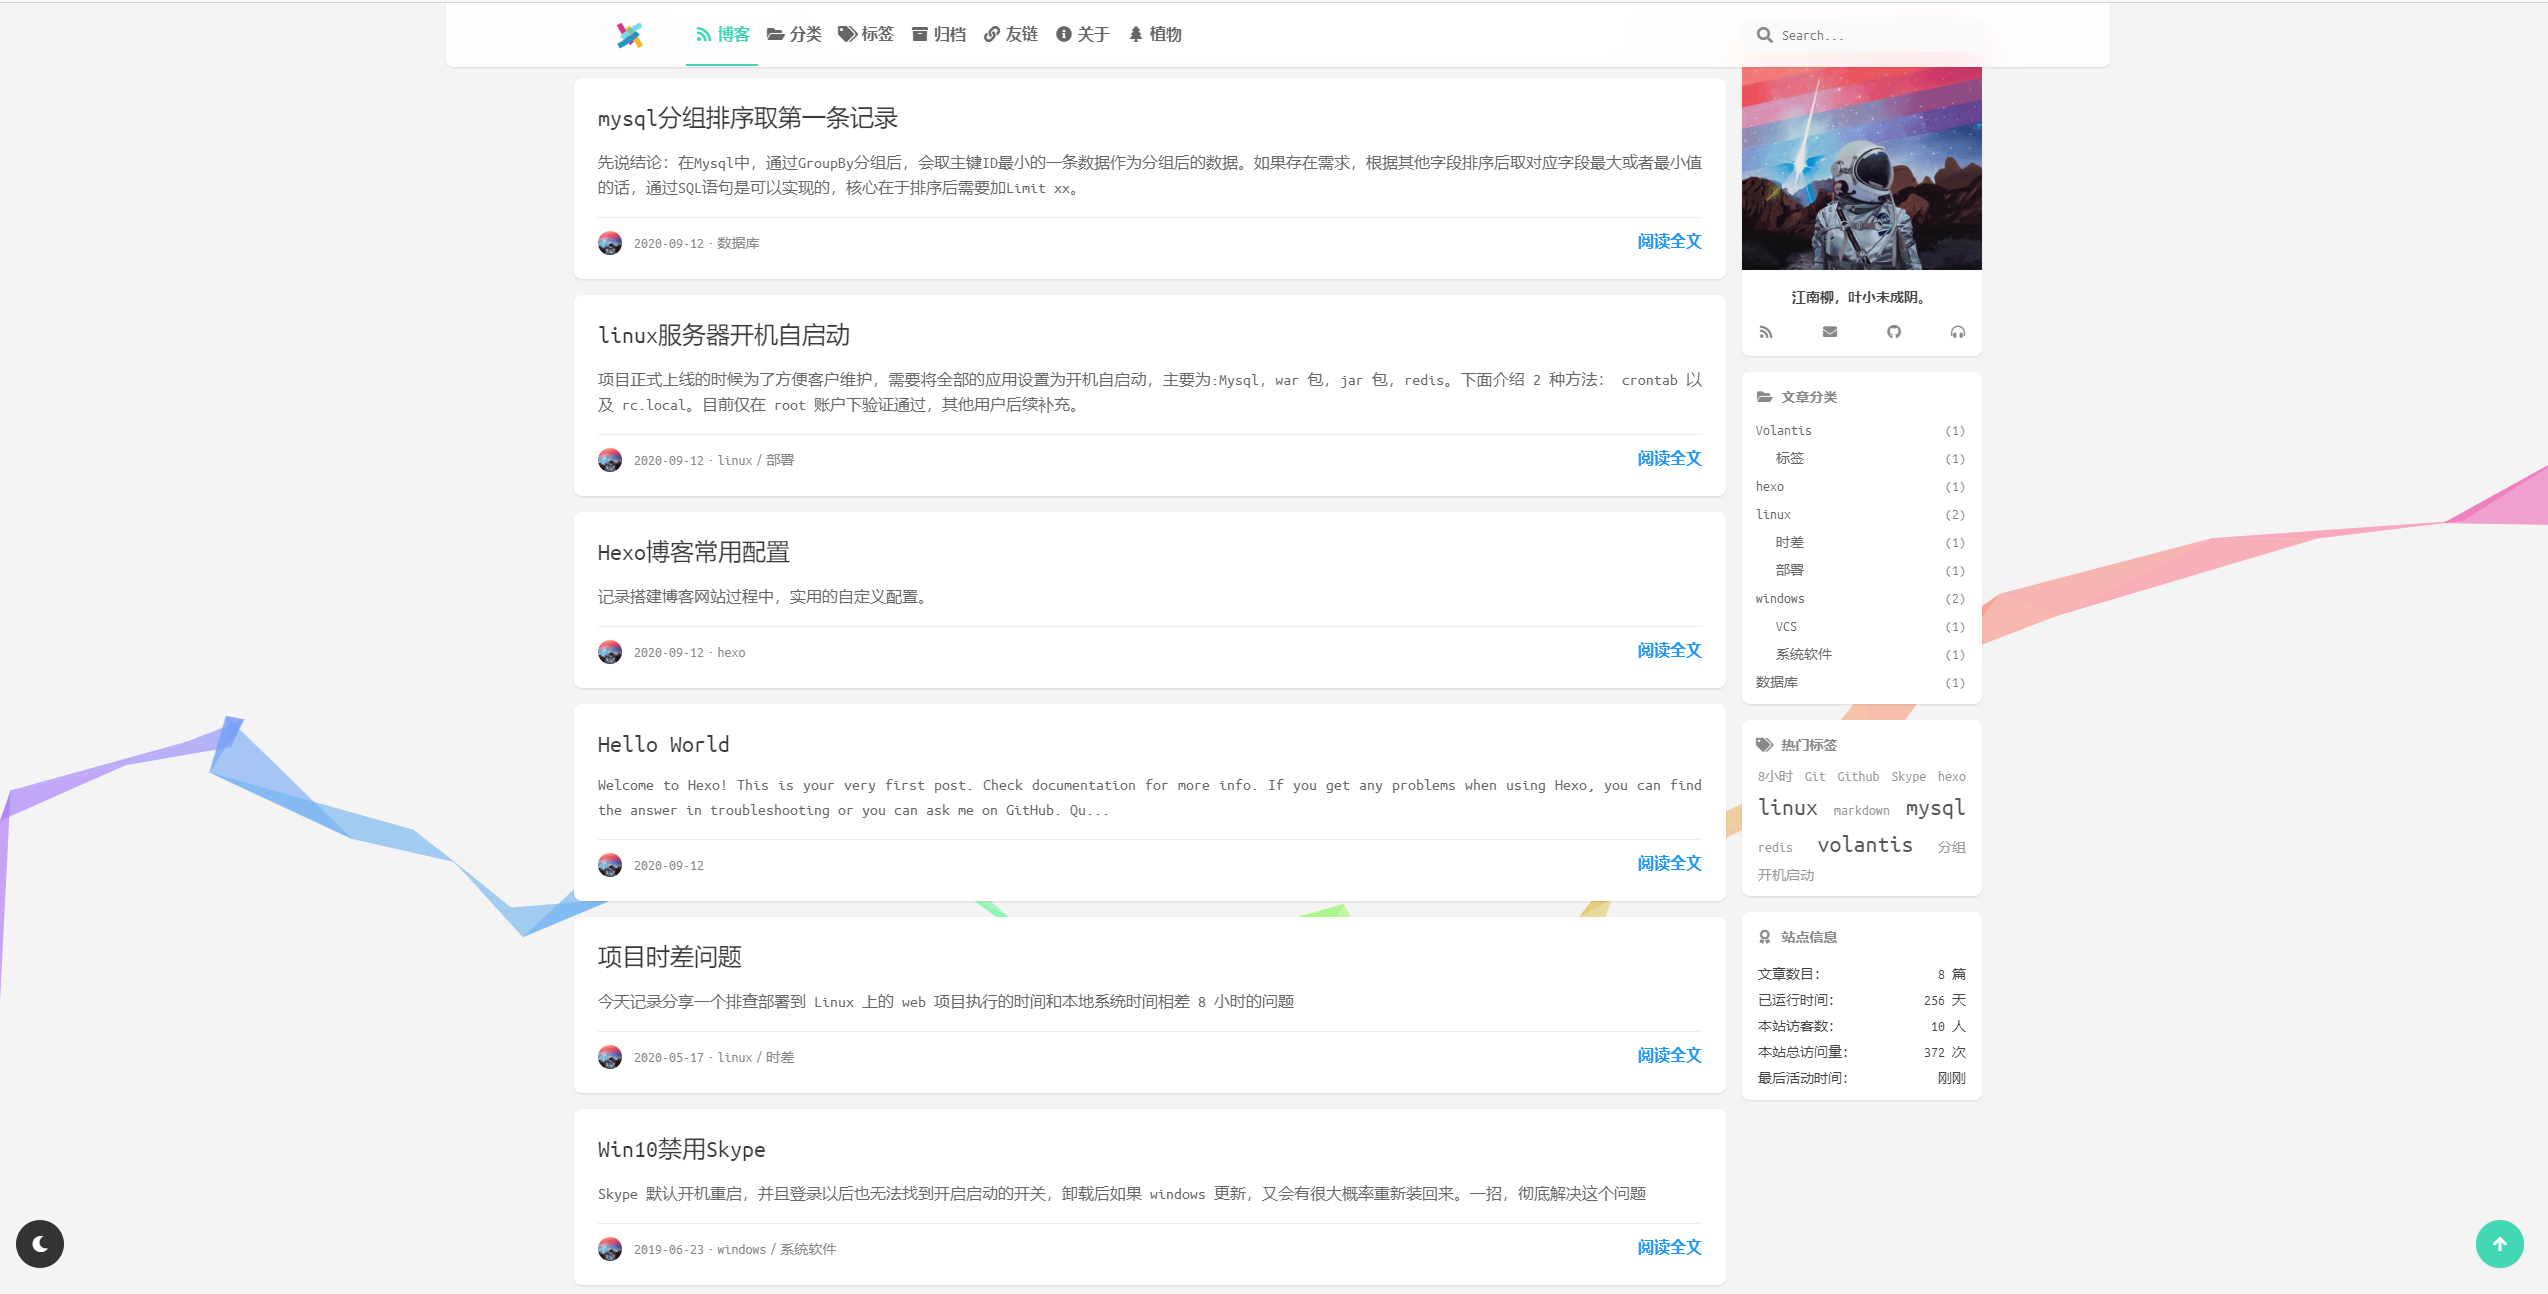 博客 分类 标签 归档 友链 关于 植物 Search...
mysql分组排序取第一条记录
先说结论：在Mysql中，通过GroupBy分组后，会取主键ID最小的一条数据作为分组后的数据。如果存在需求，根据其他字段排序后取对应字段最大或者最小值
的话，通过SQL语句是可以实现的，核心在于排序后需要加Limit xx。
2020-09-12 · 数据库 阅读全文
linux服务器开机自启动
项目正式上线的时候为了方便客户维护，需要将全部的应用设置为开机自启动，主要为:Mysql，war 包，jar 包，redis。下面介绍 2 种方法： crontab 以
及 rc.local。目前仅在 root 账户下验证通过，其他用户后续补充。
2020-09-12 · linux / 部署 阅读全文
Hexo博客常用配置
记录搭建博客网站过程中，实用的自定义配置。
2020-09-12 · hexo 阅读全文
Hello World
Welcome to Hexo! This is your very first post. Check documentation for more info. If you get any problems when using Hexo, you can find
the answer in troubleshooting or you can ask me on GitHub. Qu...
2020-09-12 阅读全文
项目时差问题
今天记录分享一个排查部署到 Linux 上的 web 项目执行的时间和本地系统时间相差 8 小时的问题
2020-05-17 · linux / 时差 阅读全文
Win10禁用Skype
Skype 默认开机重启，并且登录以后也无法找到开启启动的开关，卸载后如果 windows 更新，又会有很大概率重新装回来。一招，彻底解决这个问题
2019-06-23 · windows / 系统软件 阅读全文
江南柳，叶小未成阴。
文章分类
Volantis (1)
标签 (1)
hexo (1)
linux (2)
时差 (1)
部署 (1)
windows (2)
VCS (1)
系统软件 (1)
数据库 (1)
热门标签
8小时 Git Github Skype hexo
linux markdown mysql
redis volantis 分组
开机启动
站点信息
文章数目： 8 篇
已运行时间： 256 天
本站访客数： 10 人
本站总访问量： 372 次
最后活动时间： 刚刚